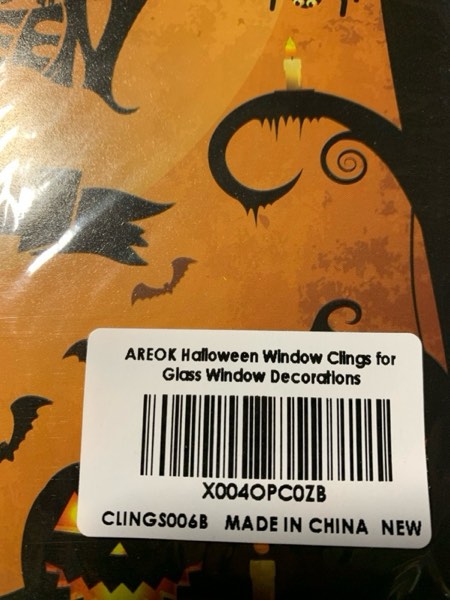 AREOK Halloween Window Clings for
Glass Window Decorations
X004OPC0ZB
CLINGS006B MADE IN CHINA NEW